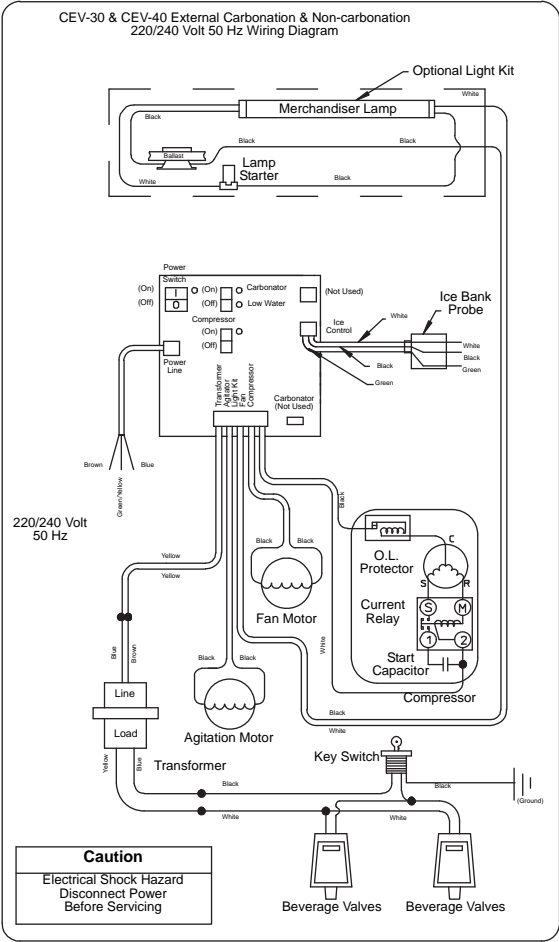 CEV-30 & CEV-40 External Carbonation & Non-carbonation
220/240 Volt 50 Hz Wiring Diagram
Optional Light Kit
White
Merchandiser Lamp
Black
Black
Black
Ballast
Lamp
Starter
White
Black
Power
Switch
(On)
(Off)
I
O
(On)
(Off)
Carbonator
Low Water
(Not Used)
Compressor
(On)
(Off)
Ice
Control
White
Ice Bank
Probe
White
Black
Green
Black
Green
Power
Line
Transformer
Agitator
Light Kit
Fan
Compressor
Carbonator
(Not Used)
Brown
Blue
Green/Yellow
220/240 Volt
50 Hz
Black
Yellow
Yellow
Black
Black
Fan Motor
O.L.
Protector
C
S
R
Current
Relay
S
M
1
2
Start
Capacitor
Compressor
White
Blue
Brown
Black
Black
Agitation Motor
Line
Load
Black
White
Transformer
Yellow
Blue
Key Switch
Black
Black
(Ground)
White
White
Caution
Electrical Shock Hazard
Disconnect Power
Before Servicing
Beverage Valves
Beverage Valves